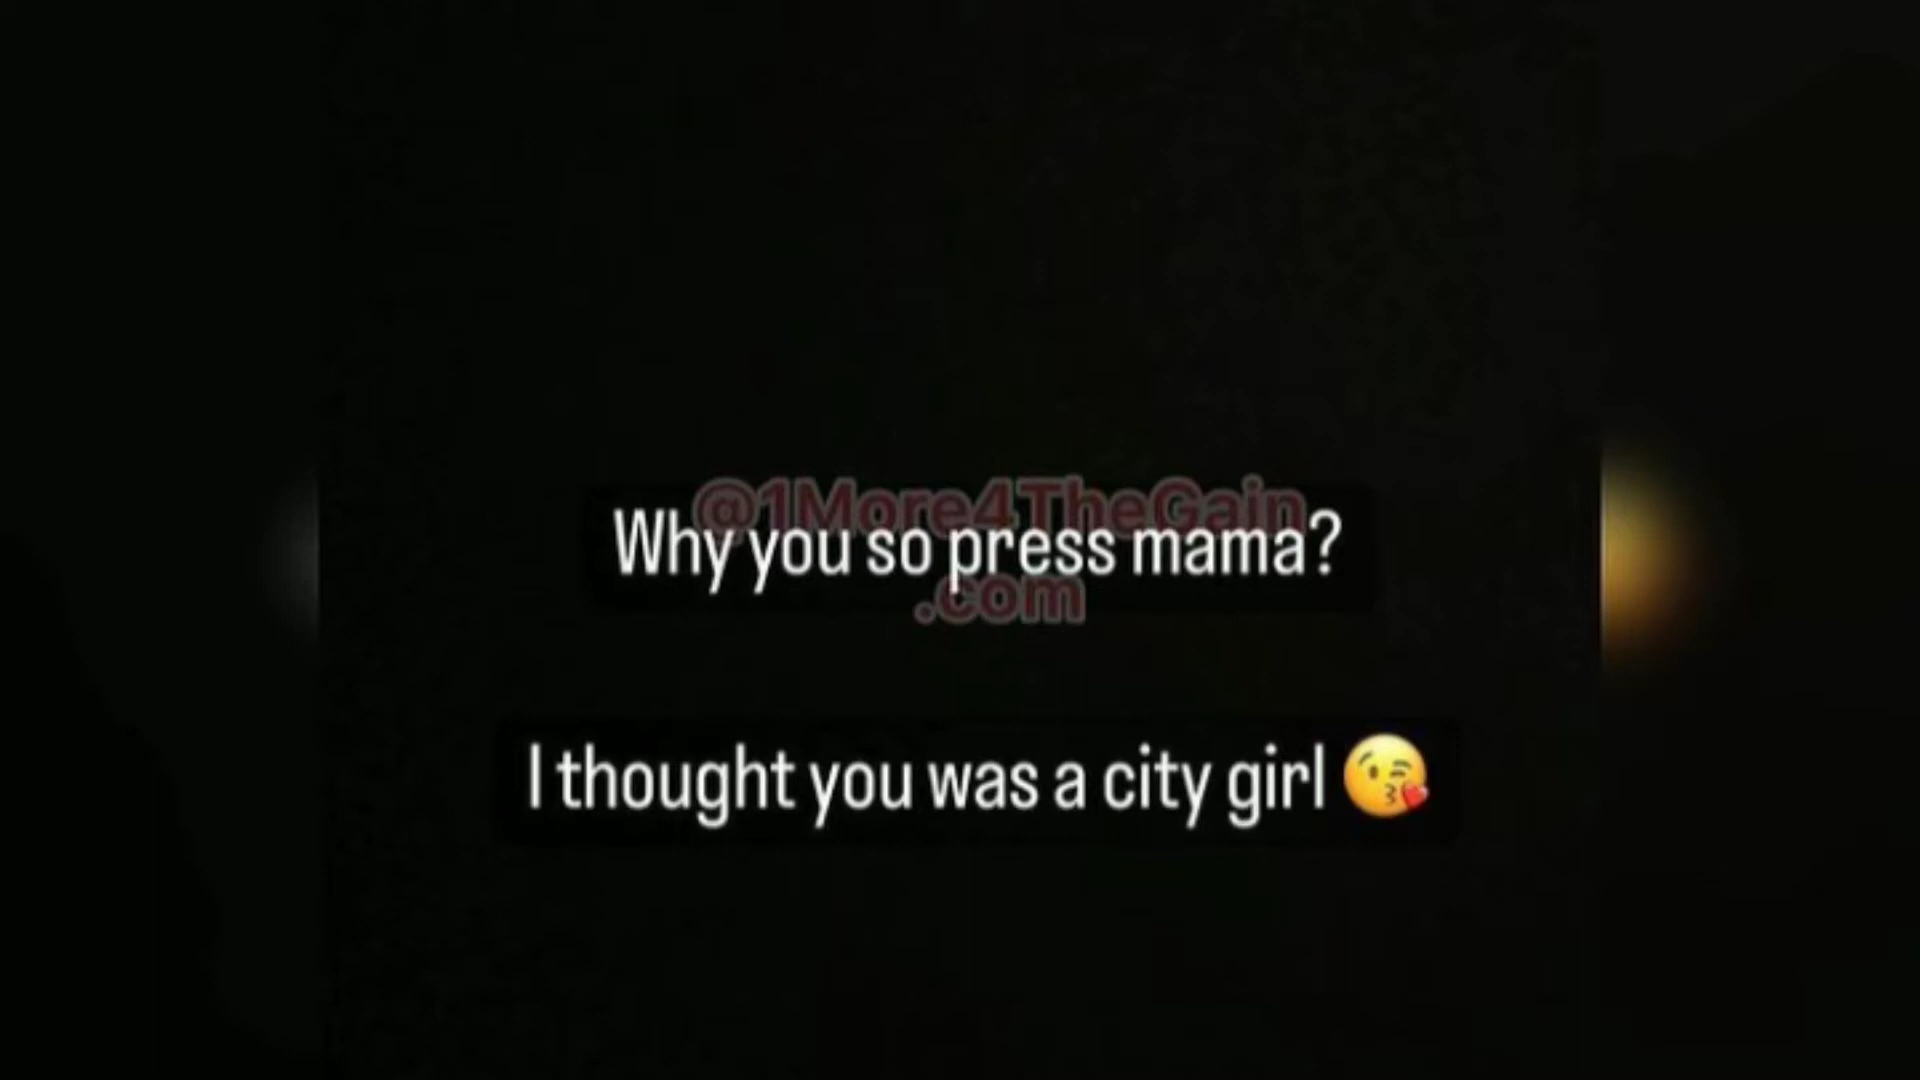 @1More4TheGain
Why you so press mama?
.com
I thought you was a city girl 😘